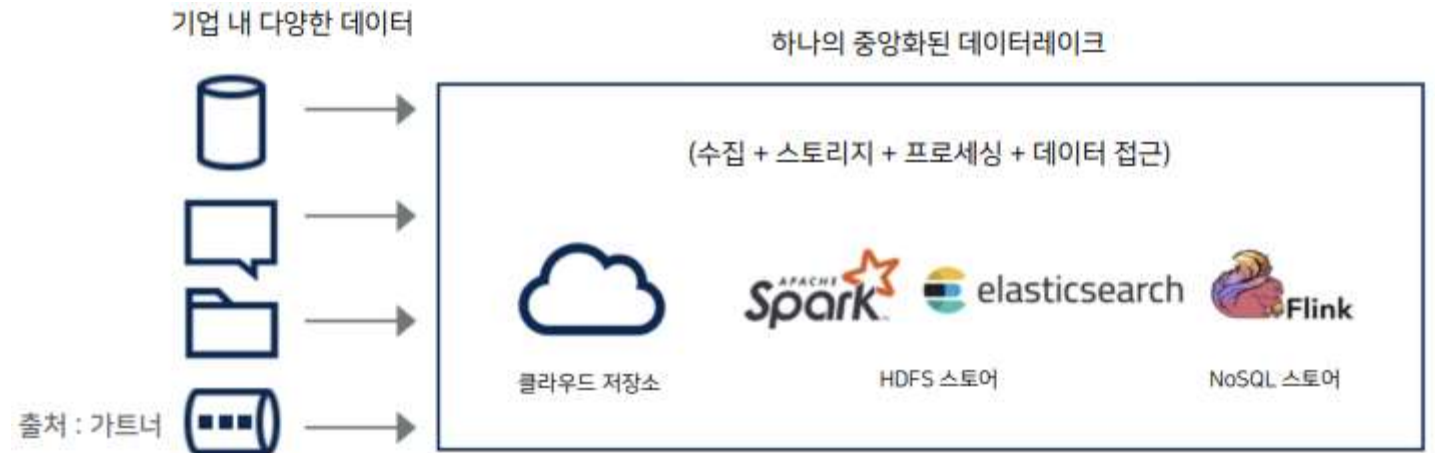 기업 내 다양한 데이터
하나의 중앙화된 데이터레이크
(수집 + 스토리지 + 프로세싱 + 데이터 접근)
APACHE
Spark
elasticsearch
Flink
클라우드 저장소
HDFS 스토어
NoSQL 스토어
출처 : 가트너